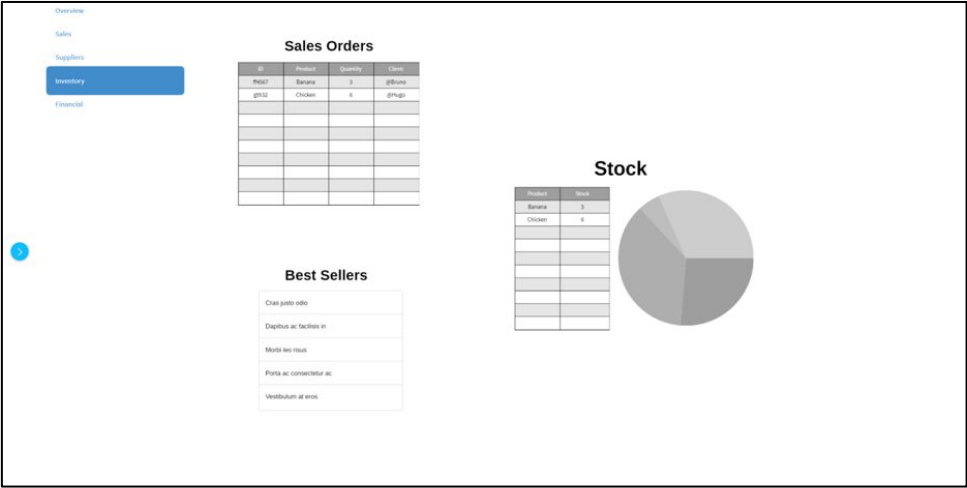 Overview
Sales
Suppliers
Inventory
Financial
Sales Orders
ID Product Quantity Client
Banana 3 @Bruno
gth32 Chicken 6 @Hugo
Stock
Product Stock
Banana 5
Chicken 6
Best Sellers
Cras justo odio
Dapibus ac facilisis in
Morbi leo risus
Porta ac consectetur ac
Vestibulum at eros